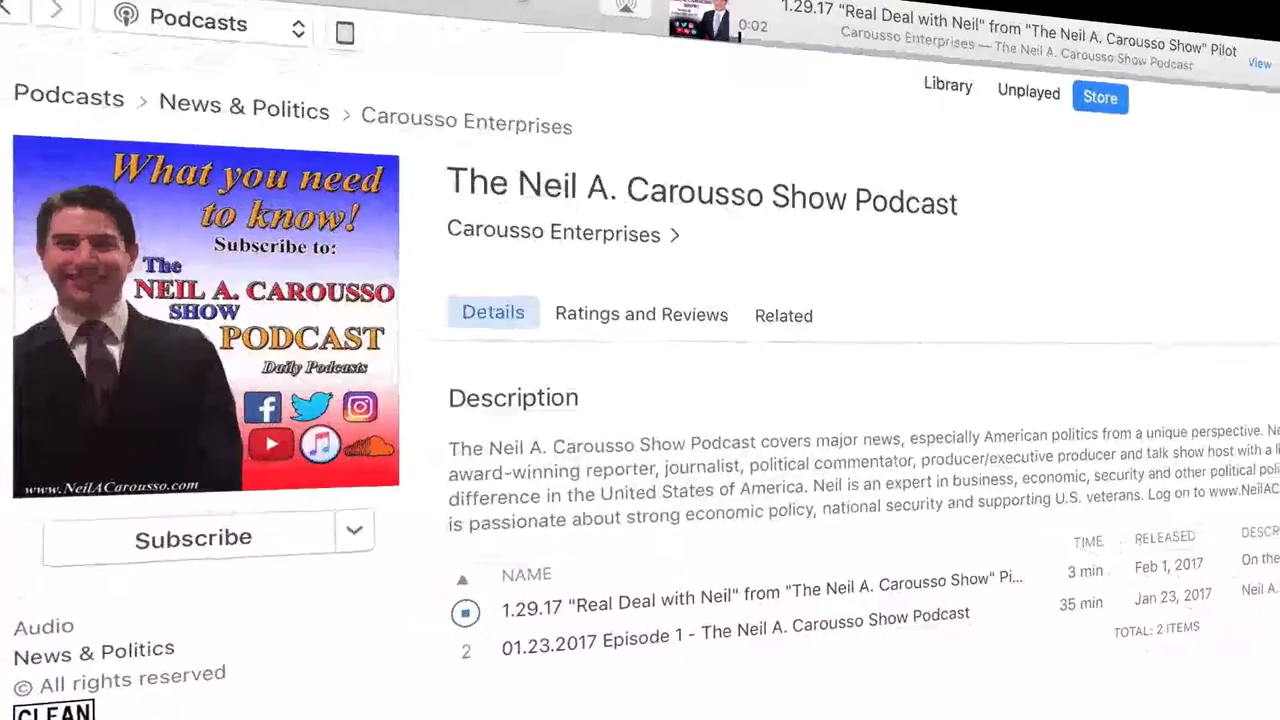 Podcasts
0:02
1.29.17 "Real Deal with Neil" from "The Neil A. Carousso Show" Pilot
Carousso Enterprises — The Neil A. Carousso Show Podcast
View
Library Unplayed Store
Podcasts > News & Politics > Carousso Enterprises
What you need
to know!
Subscribe to:
The
NEIL A. CAROUSSO
SHOW
PODCAST
Daily Podcasts
www.NeilACarousso.com
The Neil A. Carousso Show Podcast
Carousso Enterprises >
Details Ratings and Reviews Related
Description
The Neil A. Carousso Show Podcast covers major news, especially American politics from a unique perspective.
award-winning reporter, journalist, political commentator, producer/executive producer and talk show host with a
difference in the United States of America. Neil is an expert in business, economic, security and other political
is passionate about strong economic policy, national security and supporting U.S. veterans. Log on to www.NeilAC
Subscribe
NAME TIME RELEASED DESCR
1.29.17 "Real Deal with Neil" from "The Neil A. Carousso Show" Pi... 3 min Feb 1, 2017 On the
2 01.23.2017 Episode 1 - The Neil A. Carousso Show Podcast 35 min Jan 23, 2017 Neil A.
TOTAL: 2 ITEMS
Audio
News & Politics
© All rights reserved
CLEAN